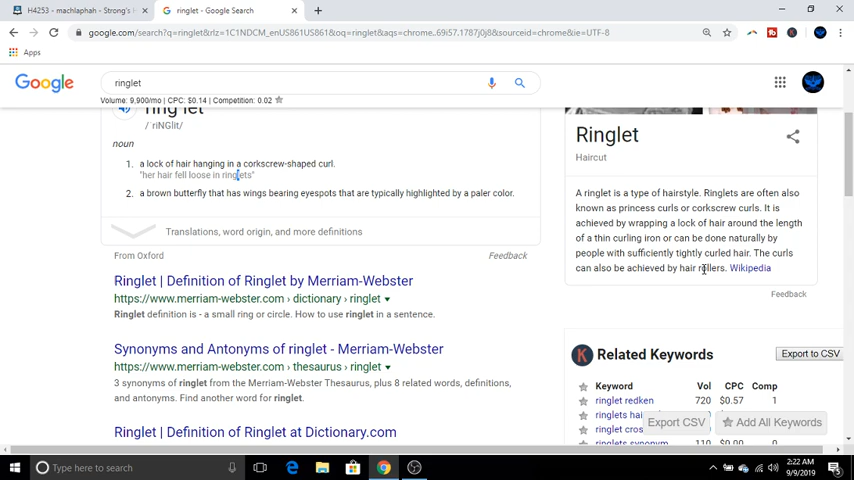 H4253 - machlaphah - Strong's H
ringlet - Google Search
google.com/search?q=ringlet&rlz=1C1NDCM_enUS861US861&oq=ringlet&aqs=chrome..69i57.1787j0j8&sourceid=chrome&ie=UTF-8
Apps
Google
ringlet
Volume: 9,900/mo | CPC: $0.14 | Competition: 0.02
ring·let
/ˈriNGlit/
noun
1. a lock of hair hanging in a corkscrew-shaped curl.
"her hair fell loose in ringlets"
2. a brown butterfly that has wings bearing eyespots that are typically highlighted by a paler color.
Translations, word origin, and more definitions
From Oxford
Feedback
Ringlet | Definition of Ringlet by Merriam-Webster
https://www.merriam-webster.com › dictionary › ringlet
Ringlet definition is - a small ring or circle. How to use ringlet in a sentence.
Synonyms and Antonyms of ringlet - Merriam-Webster
https://www.merriam-webster.com › thesaurus › ringlet
3 synonyms of ringlet from the Merriam-Webster Thesaurus, plus 8 related words, definitions,
and antonyms. Find another word for ringlet.
Ringlet | Definition of Ringlet at Dictionary.com
Ringlet
Haircut
A ringlet is a type of hairstyle. Ringlets are often also
known as princess curls or corkscrew curls. It is
achieved by wrapping a lock of hair around the length
of a thin curling iron or can be done naturally by
people with sufficiently tightly curled hair. The curls
can also be achieved by hair rollers. Wikipedia
Feedback
K
Related Keywords
Export to CSV
Keyword Vol CPC Comp
ringlet redken 720 $0.57 1
ringlets hai
ringlet cros
ringlets synonym 110 $0.00 0
Export CSV
Add All Keywords
Type here to search
2:22 AM
9/9/2019